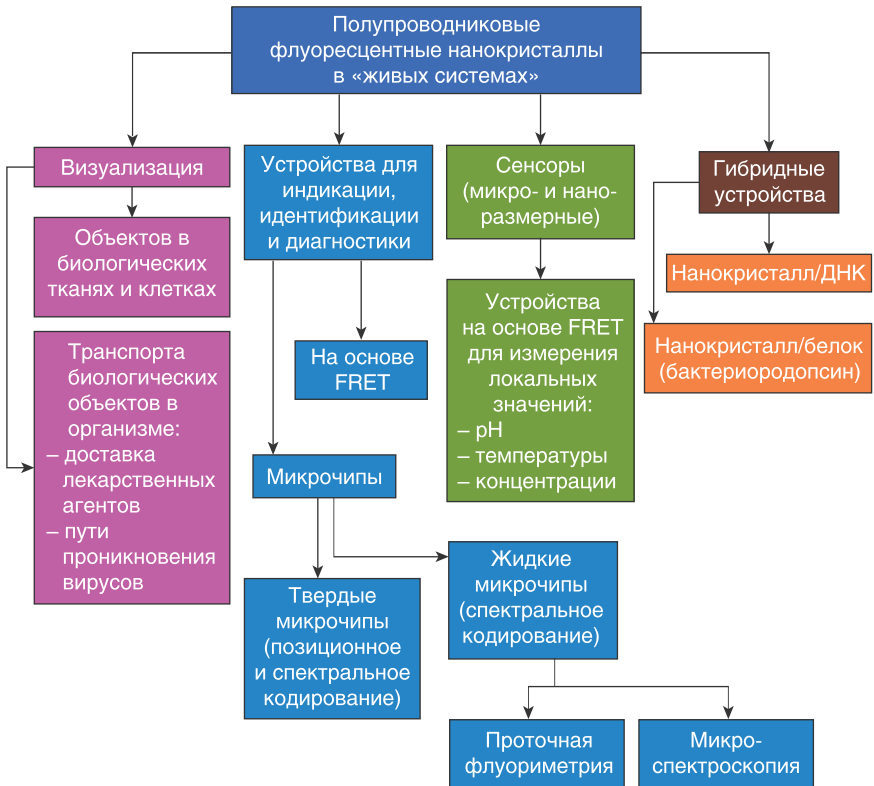 Полупроводниковые
флуоресцентные нанокристаллы
в «живых системах»
Визуализация
Объектов в
биологических
тканях и клетках
Транспорта
биологических
объектов в
организме:
– доставка
лекарственных
агентов
– пути
проникновения
вирусов
Устройства для
индикации,
идентификации
и диагностики
На основе
FRET
Микрочипы
Твердые
микрочипы
(позиционное
и спектральное
кодирование)
Жидкие
микрочипы
(спектральное
кодирование)
Проточная
флуориметрия
Микро-
спектроскопия
Сенсоры
(микро- и нано-
размерные)
Устройства
на основе FRET
для измерения
локальных
значений:
– pH
– температуры
– концентрации
Гибридные
устройства
Нанокристалл/ДНК
Нанокристалл/белок
(бактериородопсин)